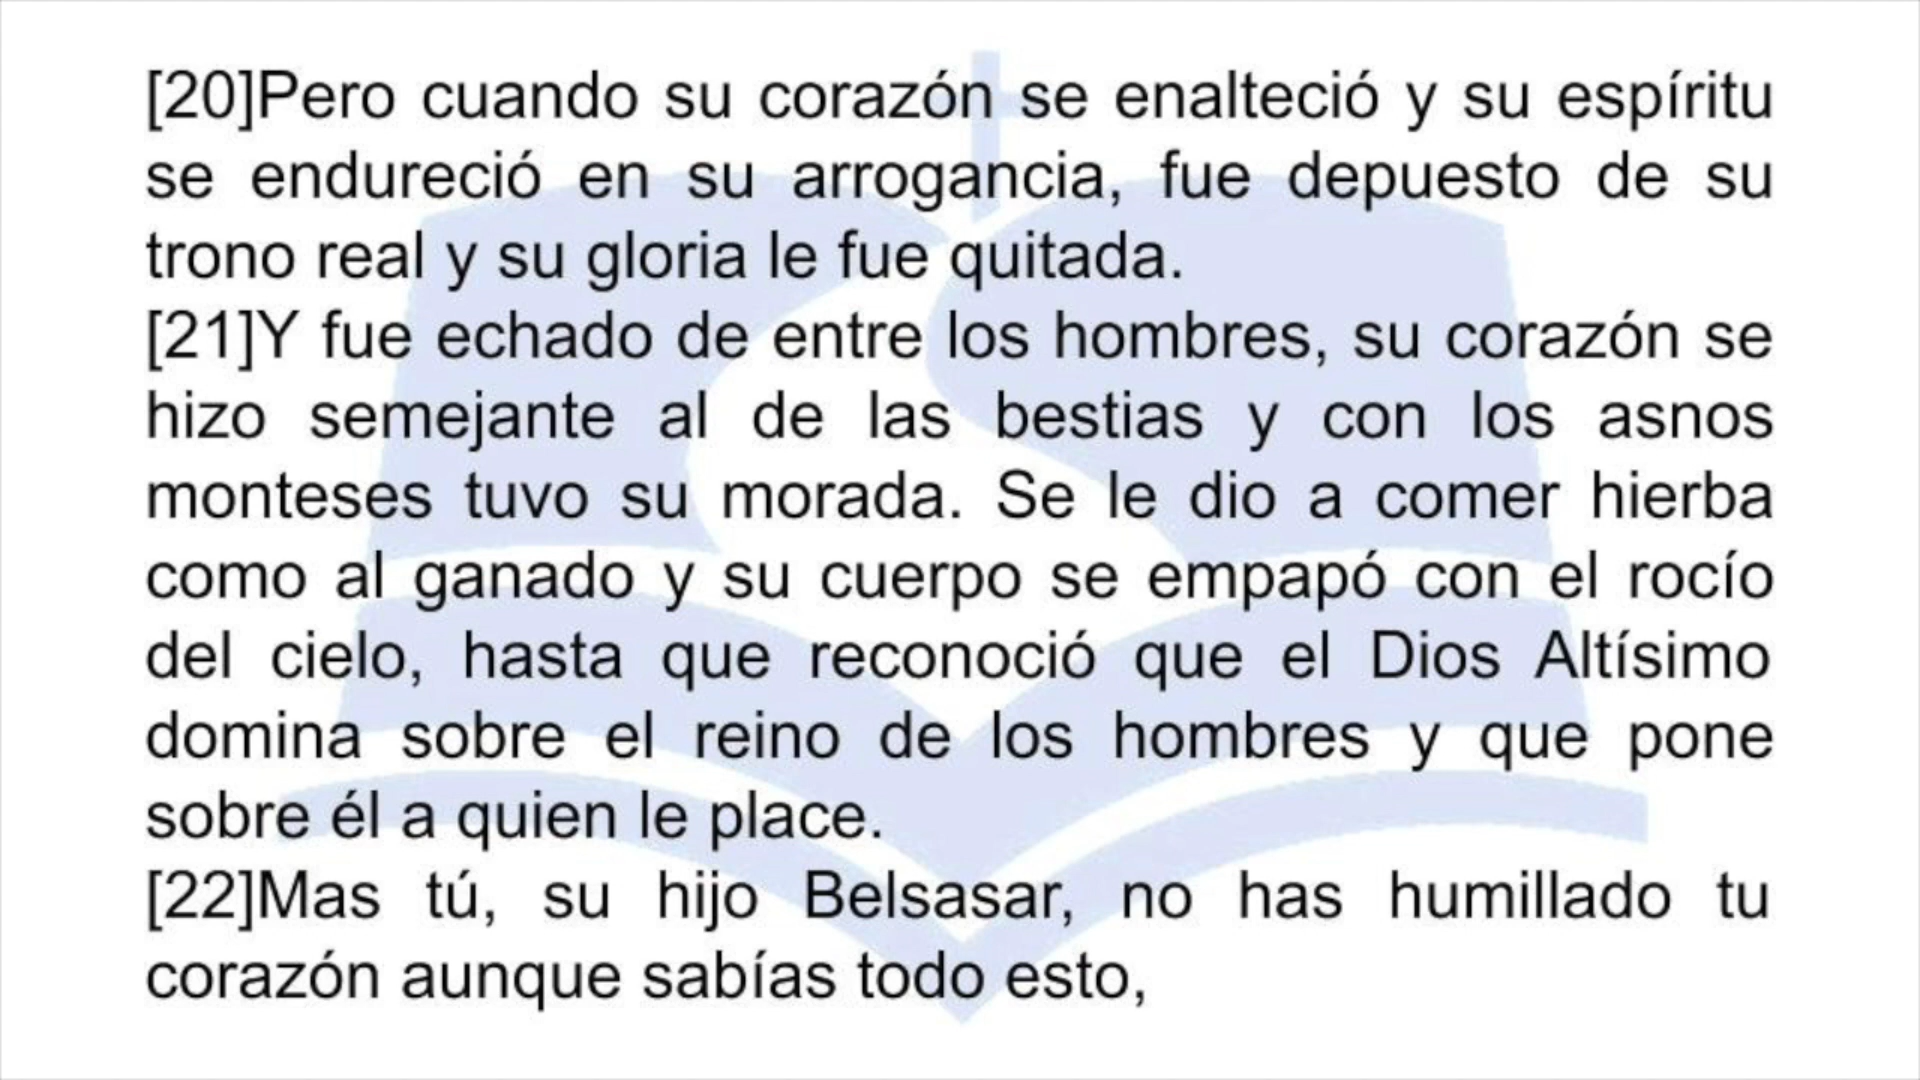 [20]Pero cuando su corazón se enalteció y su espíritu
se endureció en su arrogancia, fue depuesto de su
trono real y su gloria le fue quitada.
[21]Y fue echado de entre los hombres, su corazón se
hizo semejante al de las bestias y con los asnos
monteses tuvo su morada. Se le dio a comer hierba
como al ganado y su cuerpo se empapó con el rocío
del cielo, hasta que reconoció que el Dios Altísimo
domina sobre el reino de los hombres y que pone
sobre él a quien le place.
[22]Mas tú, su hijo Belsasar, no has humillado tu
corazón aunque sabías todo esto,